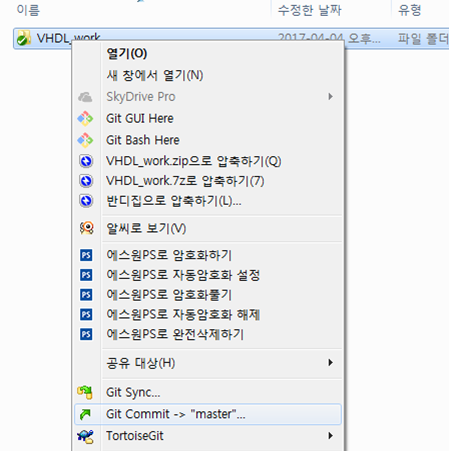 이름 수정한 날짜 유형
VHDL_work 2017-04-04 오후... 파일 폴더
열기(O)
새 창에서 열기(N)
SkyDrive Pro
Git GUI Here
Git Bash Here
VHDL_work.zip으로 압축하기(Q)
VHDL_work.7z로 압축하기(7)
반디집으로 압축하기(L)...
알씨로 보기(V)
에스원PS로 암호화하기
에스원PS로 자동암호화 설정
에스원PS로 암호화풀기
에스원PS로 자동암호화 해제
에스원PS로 완전삭제하기
공유 대상(H)
Git Sync...
Git Commit -> "master"...
TortoiseGit